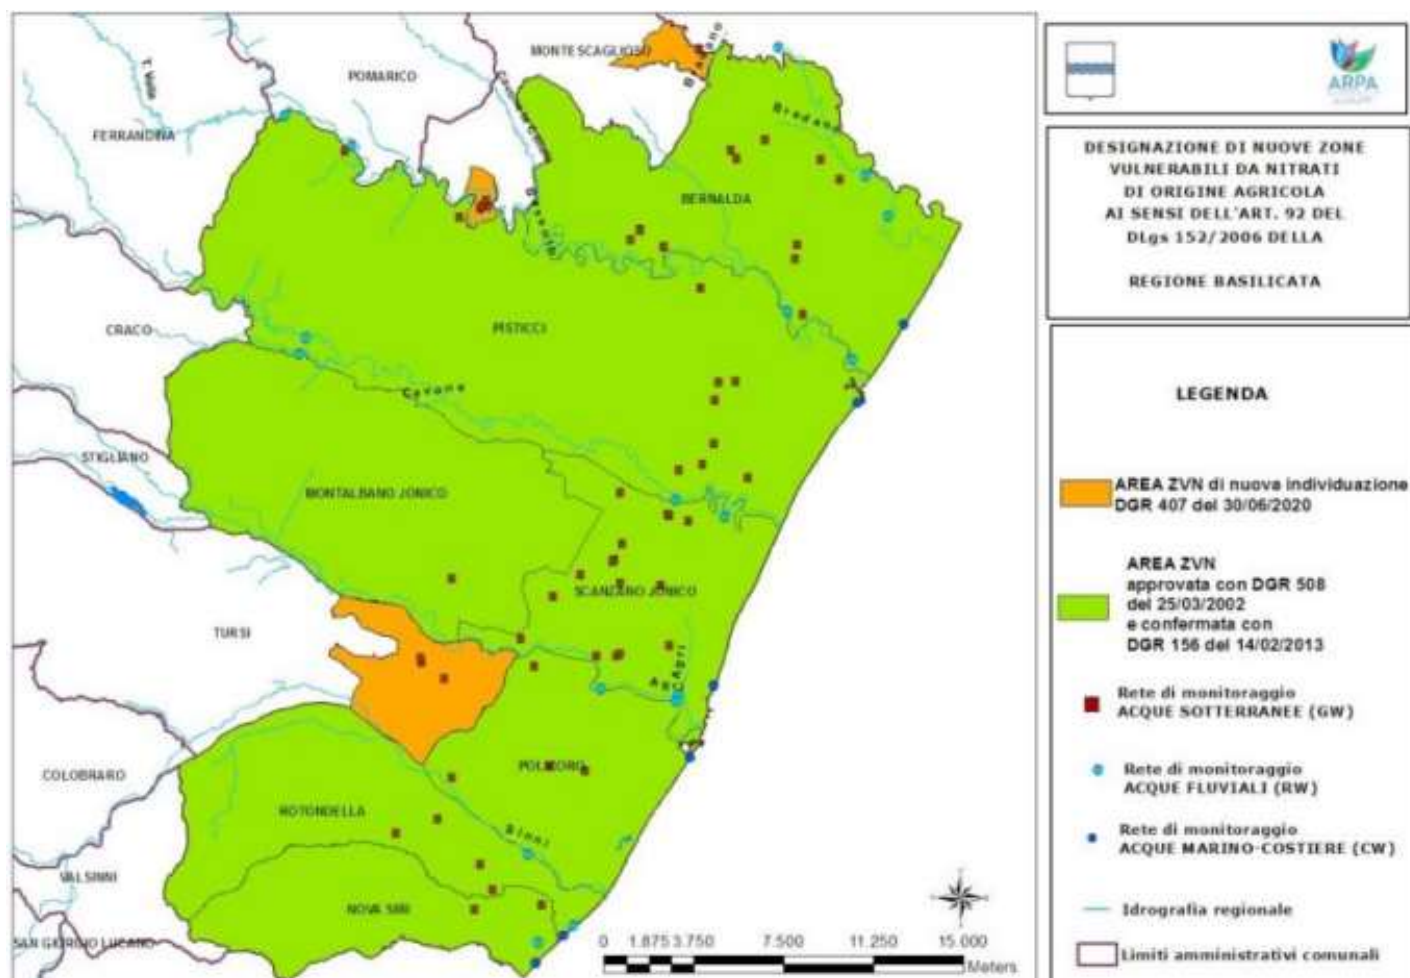 MONTESCAGLIOSO
POMARICO
FERRANDINA
Bradano
BERNALDA
PISTICCI
CRACO
Cavone
STIGLIANO
MONTALBANO JONICO
SCANZANO JONICO
TURSI
Agri
POLICORO
COLOBRARO
ROTONDELLA
Sinni
VALSINNI
NOVA SIRI
SAN GIORGIO LUCANO
0 1.875 3.750 7.500 11.250 15.000
Meters
ARPA
DESIGNAZIONE DI NUOVE ZONE
VULNERABILI DA NITRATI
DI ORIGINE AGRICOLA
AI SENSI DELL'ART. 92 DEL
DLgs 152/2006 DELLA
REGIONE BASILICATA
LEGENDA
AREA ZVN di nuova individuazione
DGR 407 del 30/06/2020
AREA ZVN
approvata con DGR 508
del 25/03/2002
e confermata con
DGR 156 del 14/02/2013
Rete di monitoraggio
ACQUE SOTTERRANEE (GW)
Rete di monitoraggio
ACQUE FLUVIALI (RW)
Rete di monitoraggio
ACQUE MARINO-COSTIERE (CW)
Idrografia regionale
Limiti amministrativi comunali